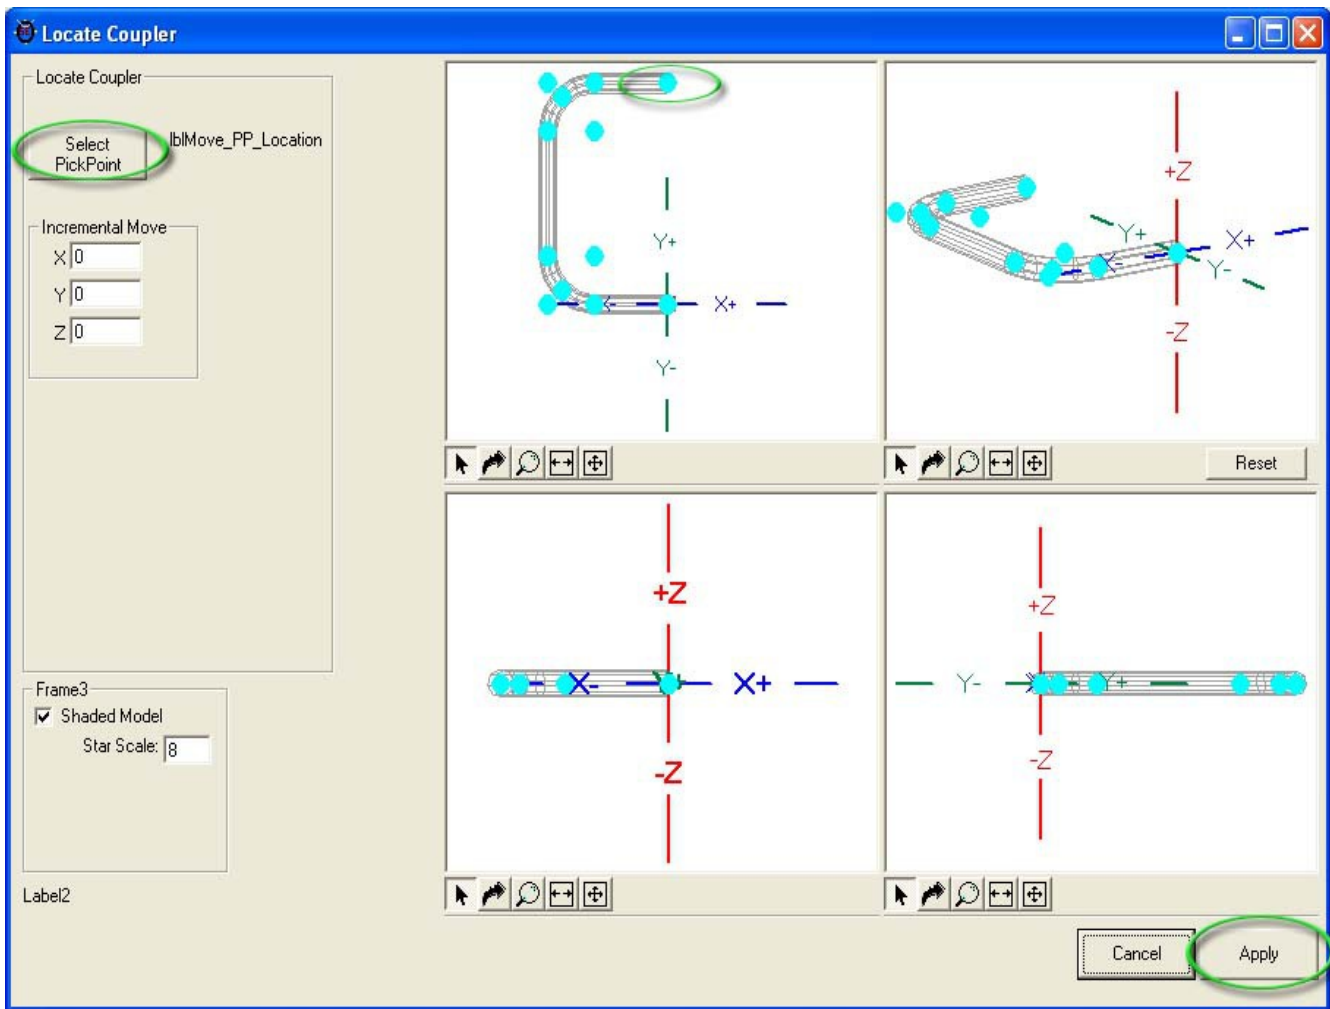 Locate Coupler
Locate Coupler
Select
PickPoint
lblMove_PP_Location
Incremental Move
X 0
Y 0
Z 0
Frame3
Shaded Model
Star Scale: 8
Label2
Y+
X- X+
Y-
+Z
Y+ X+
X- Y-
-Z
Reset
+Z
X- Y+ X+
-Z
+Z
Y- X Y+
-Z
Cancel
Apply